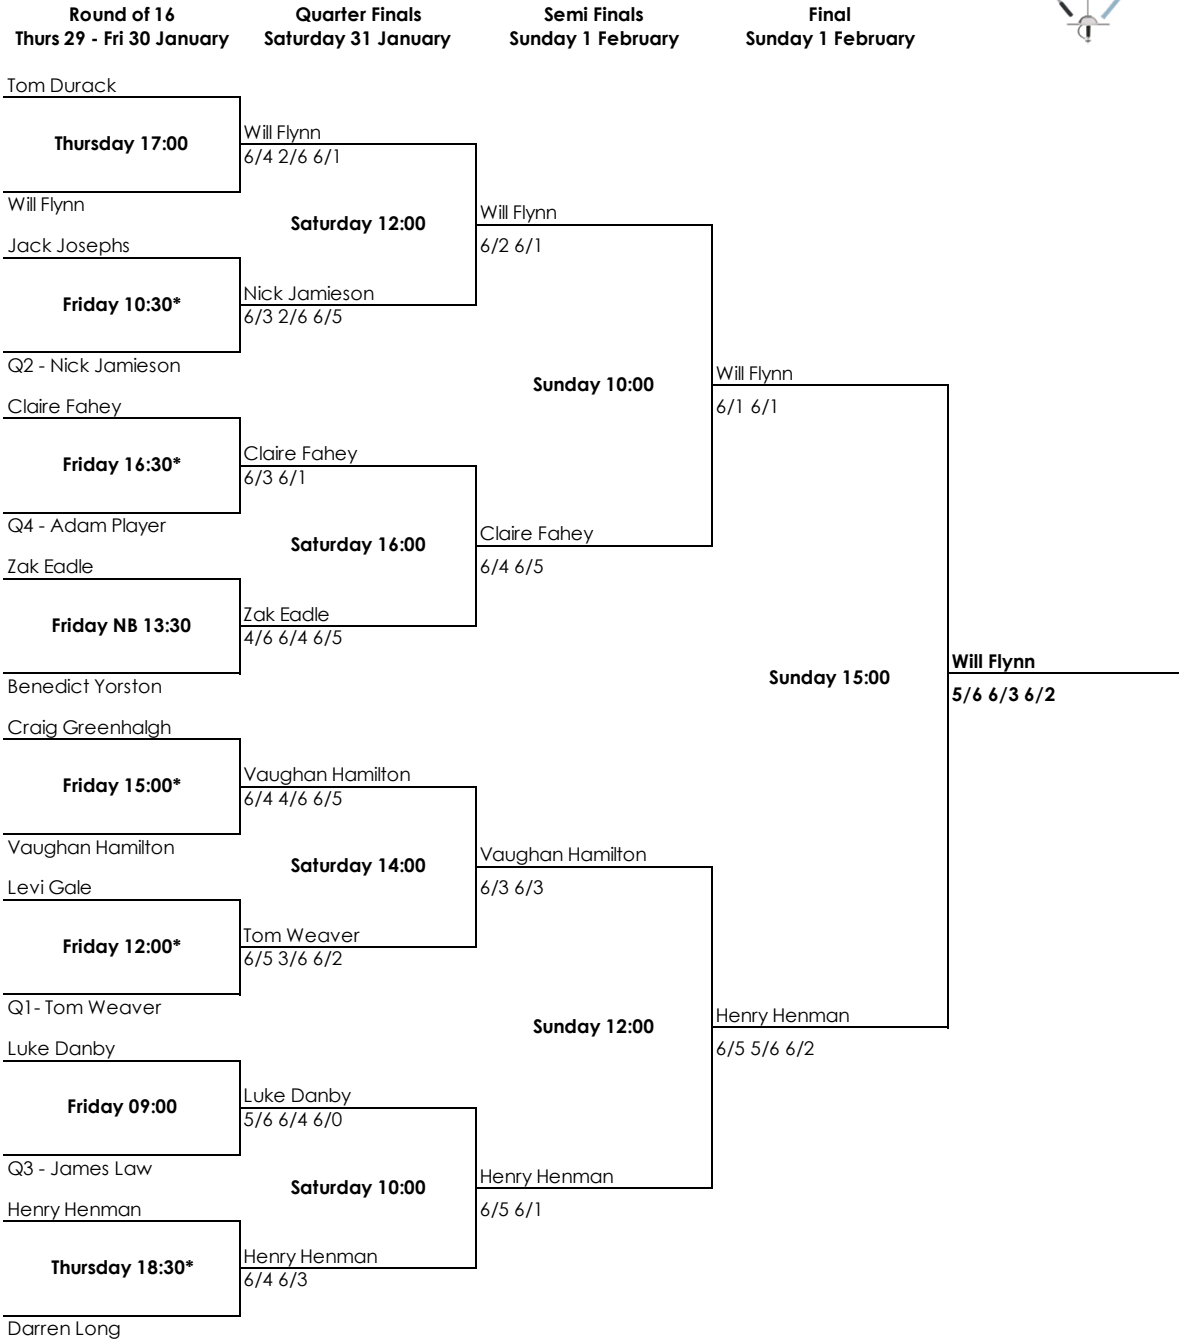 Round of 16
Thurs 29 - Fri 30 January
Quarter Finals
Saturday 31 January
Semi Finals
Sunday 1 February
Final
Sunday 1 February
Tom Durack
Thursday 17:00
Will Flynn
Jack Josephs
Friday 10:30*
Q2 - Nick Jamieson
Claire Fahey
Friday 16:30*
Q4 - Adam Player
Zak Eadle
Friday NB 13:30
Benedict Yorston
Craig Greenhalgh
Friday 15:00*
Vaughan Hamilton
Levi Gale
Friday 12:00*
Q1- Tom Weaver
Luke Danby
Friday 09:00
Q3 - James Law
Henry Henman
Thursday 18:30*
Darren Long
Will Flynn
6/4 2/6 6/1
Saturday 12:00
Nick Jamieson
6/3 2/6 6/5
Claire Fahey
6/3 6/1
Saturday 16:00
Zak Eadle
4/6 6/4 6/5
Vaughan Hamilton
6/4 4/6 6/5
Saturday 14:00
Tom Weaver
6/5 3/6 6/2
Luke Danby
5/6 6/4 6/0
Saturday 10:00
Henry Henman
6/4 6/3
Will Flynn
6/2 6/1
Sunday 10:00
Claire Fahey
6/4 6/5
Vaughan Hamilton
6/3 6/3
Sunday 12:00
Henry Henman
6/5 6/1
Will Flynn
6/1 6/1
Sunday 15:00
Henry Henman
6/5 5/6 6/2
Will Flynn
5/6 6/3 6/2